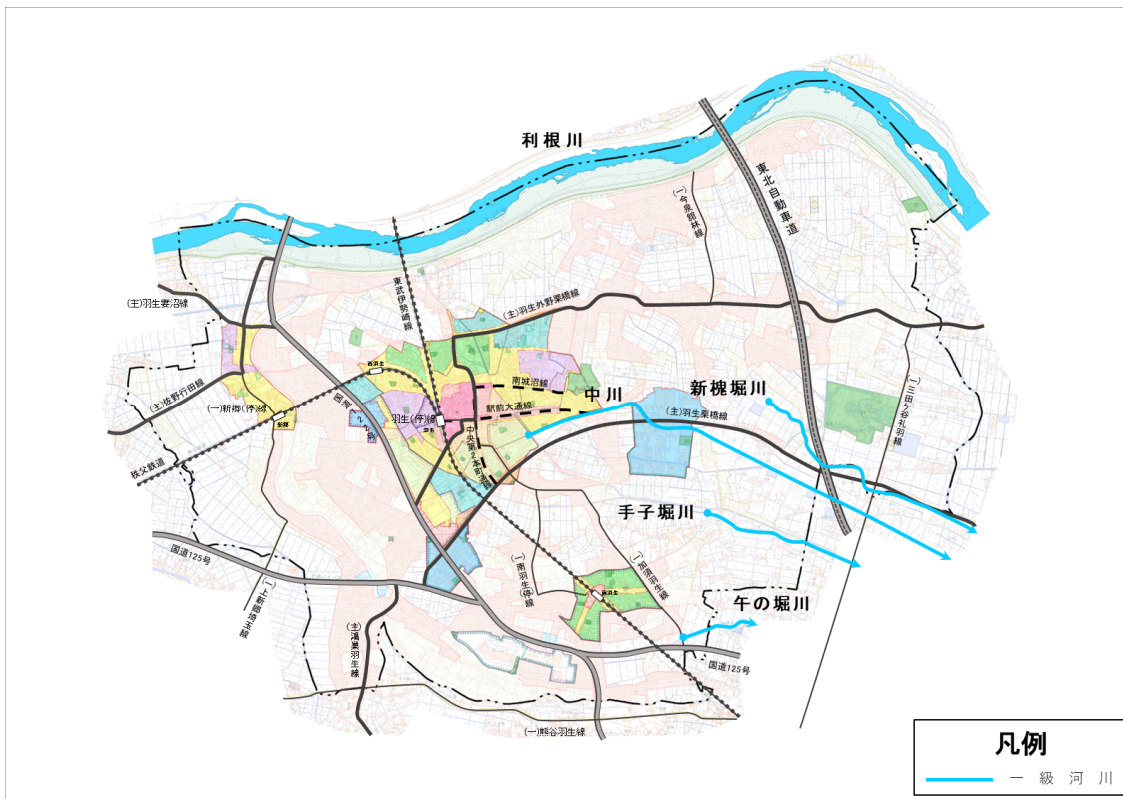 利根川
東北自動車道
(一)今泉舘林線
東武伊勢崎線
(主)羽生妻沼線
(主)羽生外野栗橋線
西羽生
南城沼線
中川
新槐堀川
(主)佐野行田線
(一)新郷(停)線
国道122号
駅前大通線
(主)羽生栗橋線
(一)三田ケ谷礼羽線
新郷
羽生(停)線
羽生
中央第2本町通線
秩父鉄道
手子堀川
国道125号
(一)南羽生停線
(一)加須羽生線
南羽生
午の堀川
(一)上新郷埼玉線
(主)鴻巣羽生線
国道125号
(一)熊谷羽生線
凡例
一級河川